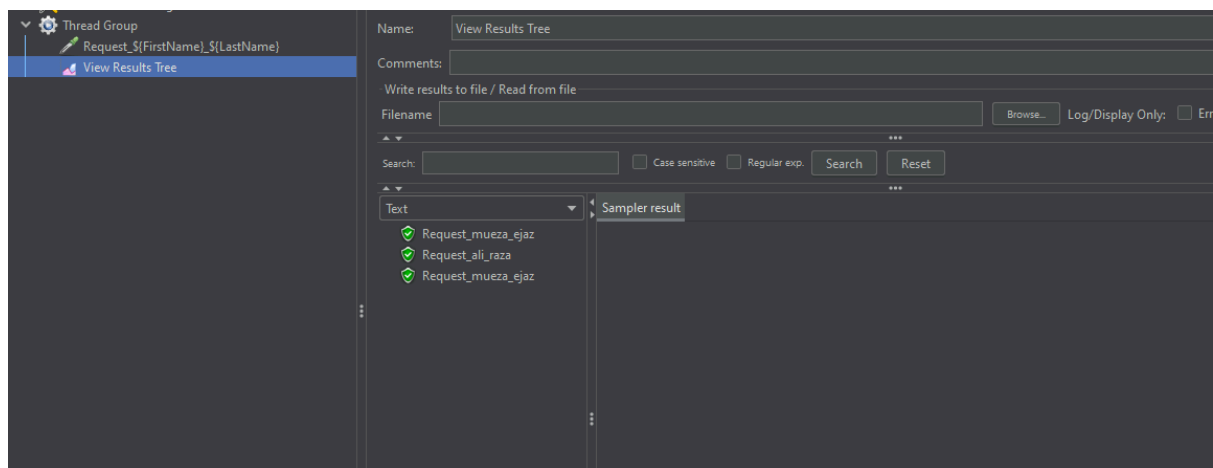 Thread Group
Request_${FirstName}_${LastName}
View Results Tree
Name: View Results Tree
Comments:
Write results to file / Read from file
Filename Browse... Log/Display Only: Err
Search: Case sensitive Regular exp. Search Reset
Text Sampler result
Request_mueza_ejaz
Request_ali_raza
Request_mueza_ejaz